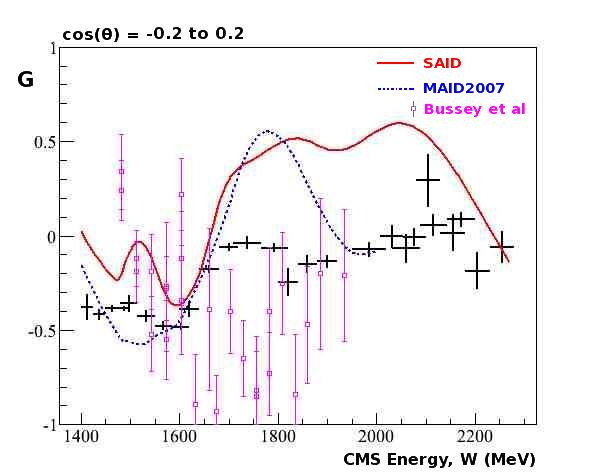 cos(θ) = -0.2 to 0.2
1
SAID
G
MAID2007
Bussey et al
0.5
0
-0.5
-1
1400 1600 1800 2000 2200
CMS Energy, W (MeV)